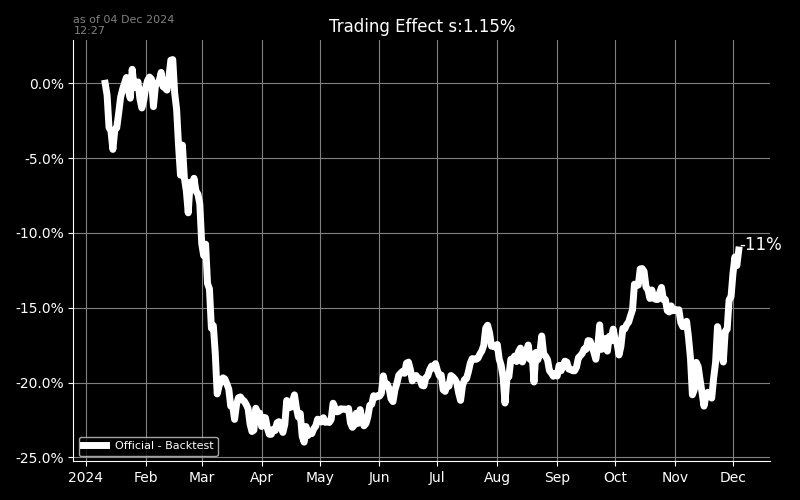 as of 04 Dec 2024
12:27
Trading Effect s:1.15%
0.0%
-5.0%
-10.0%
-15.0%
-20.0%
-25.0%
-11%
Official - Backtest
2024 Feb Mar Apr May Jun Jul Aug Sep Oct Nov Dec